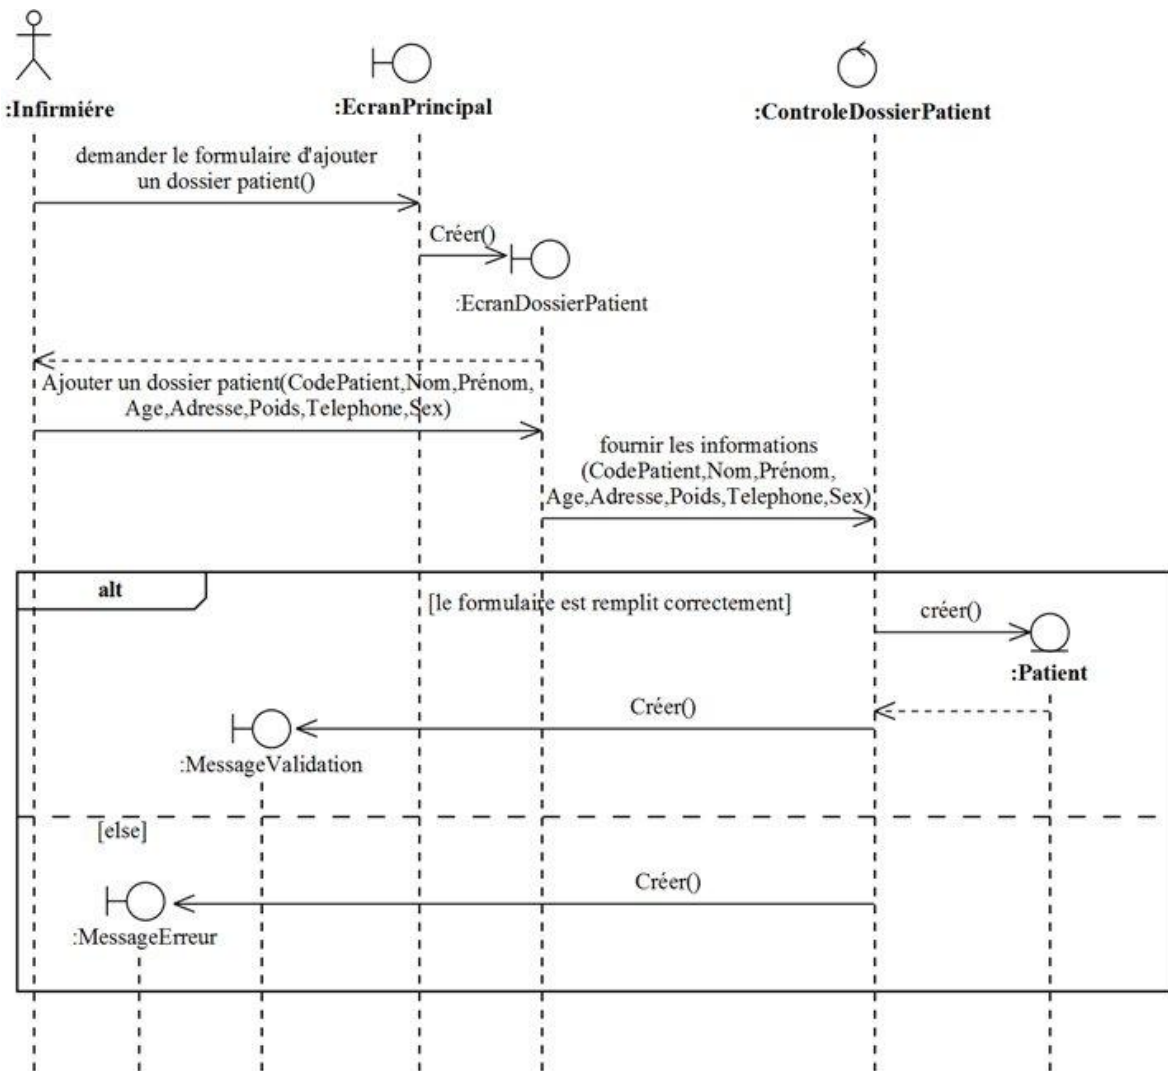 :Infirmiére
:EcranPrincipal
:ControleDossierPatient
demander le formulaire d'ajouter
un dossier patient()
Créer()
:EcranDossierPatient
Ajouter un dossier patient(CodePatient,Nom,Prénom,
Age,Adresse,Poids,Telephone,Sex)
fournir les informations
(CodePatient,Nom,Prénom,
Age,Adresse,Poids,Telephone,Sex)
alt
[le formulaire est remplit correctement]
créer()
:Patient
Créer()
:MessageValidation
[else]
Créer()
:MessageErreur